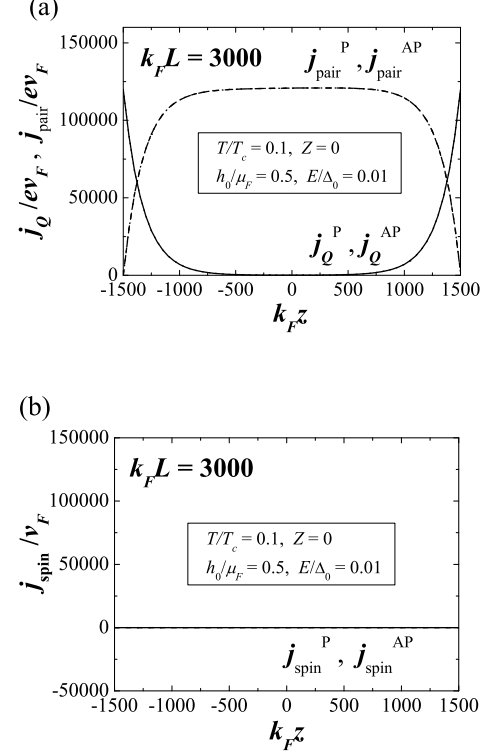 (a)
150000
k_F L = 3000
j_pair^P , j_pair^AP
100000
T/T_c = 0.1, Z = 0
h_0/μ_F = 0.5, E/Δ_0 = 0.01
50000
j_Q^P , j_Q^AP
0
-1500 -1000 -500 0 500 1000 1500
k_F z
j_Q/ev_F , j_pair/ev_F
(b)
150000
k_F L = 3000
100000
T/T_c = 0.1, Z = 0
h_0/μ_F = 0.5, E/Δ_0 = 0.01
50000
0
j_spin^P , j_spin^AP
-50000
-1500 -1000 -500 0 500 1000 1500
k_F z
j_spin/v_F